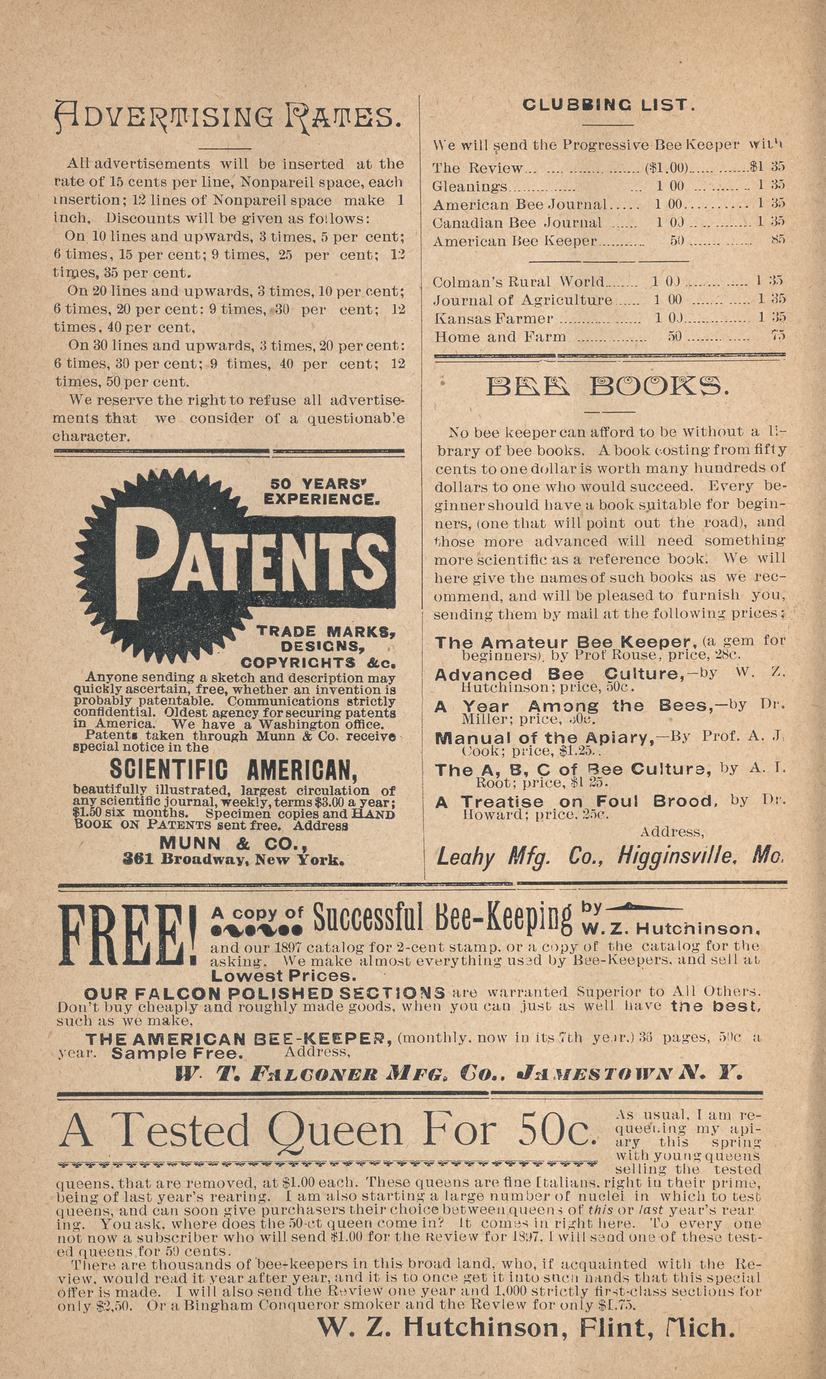 ADVERTISING RATES.
All advertisements will be inserted at the
rate of 15 cents per line, Nonpareil space, each
insertion; 12 lines of Nonpareil space make 1
inch. Discounts will be given as follows:
On 10 lines and upwards, 3 times, 5 per cent;
6 times, 15 per cent; 9 times, 25 per cent; 12
times, 35 per cent.
On 20 lines and upwards, 3 times, 10 per cent;
6 times, 20 per cent: 9 times, 30 per cent; 12
times, 40 per cent.
On 30 lines and upwards, 3 times, 20 per cent:
6 times, 30 per cent; 9 times, 40 per cent; 12
times, 50 per cent.
We reserve the right to refuse all advertise-
ments that we consider of a questionable
character.
50 YEARS'
EXPERIENCE.
PATENTS
TRADE MARKS,
DESIGNS,
COPYRIGHTS &c.
Anyone sending a sketch and description may
quickly ascertain, free, whether an invention is
probably patentable. Communications strictly
confidential. Oldest agency for securing patents
in America. We have a Washington office.
Patents taken through Munn & Co. receive
special notice in the
SCIENTIFIC AMERICAN,
beautifully illustrated, largest circulation of
any scientific journal, weekly, terms $3.00 a year;
$1.50 six months. Specimen copies and HAND
BOOK ON PATENTS sent free. Address
MUNN & CO.,
361 Broadway, New York.
CLUBBING LIST.
We will send the Progressive Bee Keeper with
The Review... .... .......... .......($1.00)..... .......$1 35
Gleanings............... ... 1 00 ... ...... .. 1 35
American Bee Journal..... 1 00.......... 1 35
Canadian Bee Journal ...... 1 00 .. .. ........ 1 35
American Bee Keeper.......... 50 ....... ...... 85
Colman's Rural World....... 1 00 ......... ..... 1 35
Journal of Agriculture ..... 1 00 ....... ...... 1 35
Kansas Farmer ... .............. 1 00.............. 1 35
Home and Farm ............... 50 ....... ...... 75
BEE BOOKS.
No bee keeper can afford to be without a li-
brary of bee books. A book costing from fifty
cents to one dollar is worth many hundreds of
dollars to one who would succeed. Every be-
ginner should have a book suitable for begin-
ners, (one that will point out the road), and
those more advanced will need something
more scientific as a reference book. We will
here give the names of such books as we rec-
ommend, and will be pleased to furnish you,
sending them by mail at the following prices:
The Amateur Bee Keeper, (a gem for
beginners), by Prof Rouse, price, 28c.
Advanced Bee Culture,—by W. Z.
Hutchinson; price, 50c.
A Year Among the Bees,—by Dr.
Miller; price, 50c.
Manual of the Apiary,—By Prof. A. J.
Cook; price, $1.25..
The A, B, C of Bee Culture, by A. I.
Root; price, $1 25.
A Treatise on Foul Brood, by Dr.
Howard; price, 25c.
Address,
Leahy Mfg. Co., Higginsville, Mo.
FREE! A copy of Successful Bee-Keeping by W. Z. Hutchinson,
and our 1897 catalog for 2-cent stamp, or a copy of the catalog for the
asking. We make almost everything used by Bee-Keepers, and sell at
Lowest Prices.
OUR FALCON POLISHED SECTIONS are warranted Superior to All Others.
Don't buy cheaply and roughly made goods, when you can just as well have the best,
such as we make.
THE AMERICAN BEE-KEEPER, (monthly, now in its 7th year.) 36 pages, 50c a
year. Sample Free. Address,
W. T. FALCONER MFG. CO., JAMESTOWN N. Y.
A Tested Queen For 50c.
As usual, I am re-
queening my api-
ary this spring
with young queens
selling the tested
queens, that are removed, at $1.00 each. These queens are fine Italians, right in their prime,
being of last year's rearing. I am also starting a large number of nuclei in which to test
queens, and can soon give purchasers their choice between queens of this or last year's rear
ing. You ask, where does the 50-ct queen come in? It comes in right here. To every one
not now a subscriber who will send $1.00 for the Review for 1897, I will send one of these test-
ed queens for 50 cents.
There are thousands of bee-keepers in this broad land, who, if acquainted with the Re-
view, would read it year after year, and it is to once get it into such hands that this special
offer is made. I will also send the Review one year and 1,000 strictly first-class sections for
only $2.50. Or a Bingham Conqueror smoker and the Review for only $1.75.
W. Z. Hutchinson, Flint, Mich.